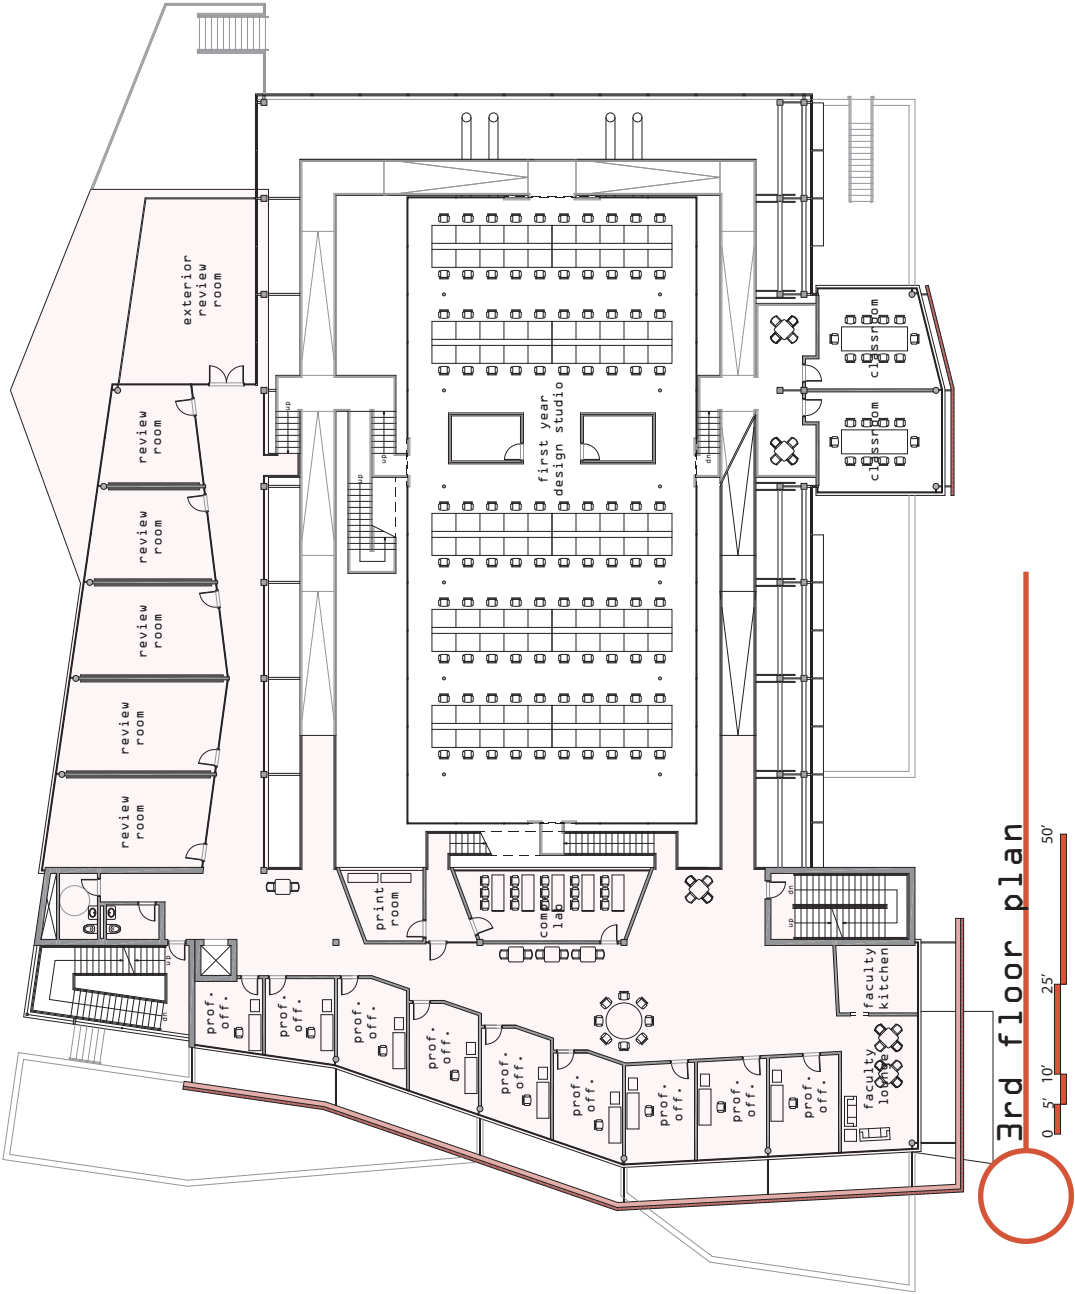 exterior
review
room
review
room
review
room
review
room
review
room
review
room
first year
design studio
classroom
classroom
up
up
up
dn
print
room
comp
lab
dn
up
up
dn
faculty
kitchen
faculty
lounge
prof.
off.
prof.
off.
prof.
off.
prof.
off.
prof.
off.
prof.
off.
prof.
off.
prof.
off.
prof.
off.
3rd floor plan
0 5' 10' 25' 50'